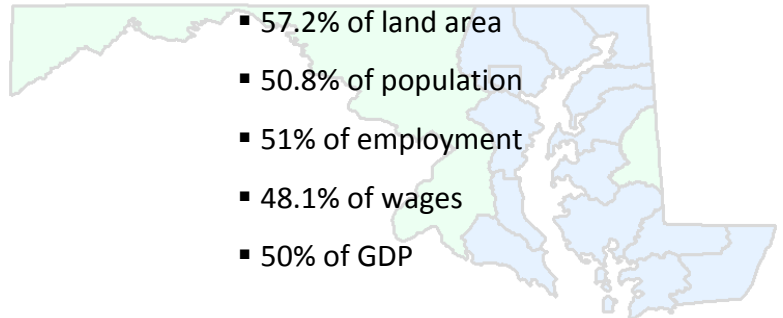 ▪ 57.2% of land area
▪ 50.8% of population
▪ 51% of employment
▪ 48.1% of wages
▪ 50% of GDP